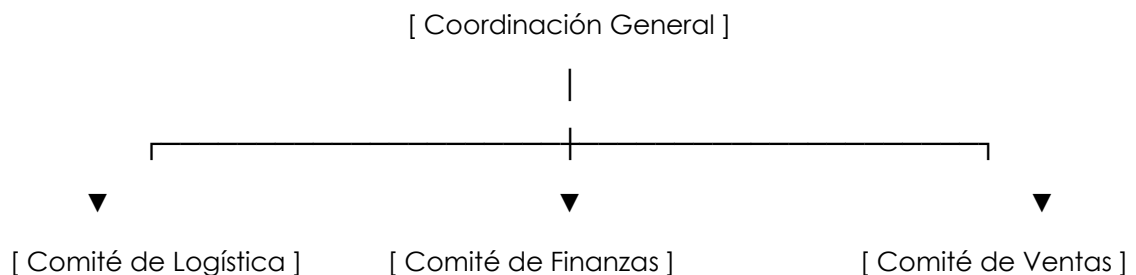 [ Coordinación General ]
[ Comité de Logística ] [ Comité de Finanzas ] [ Comité de Ventas ]